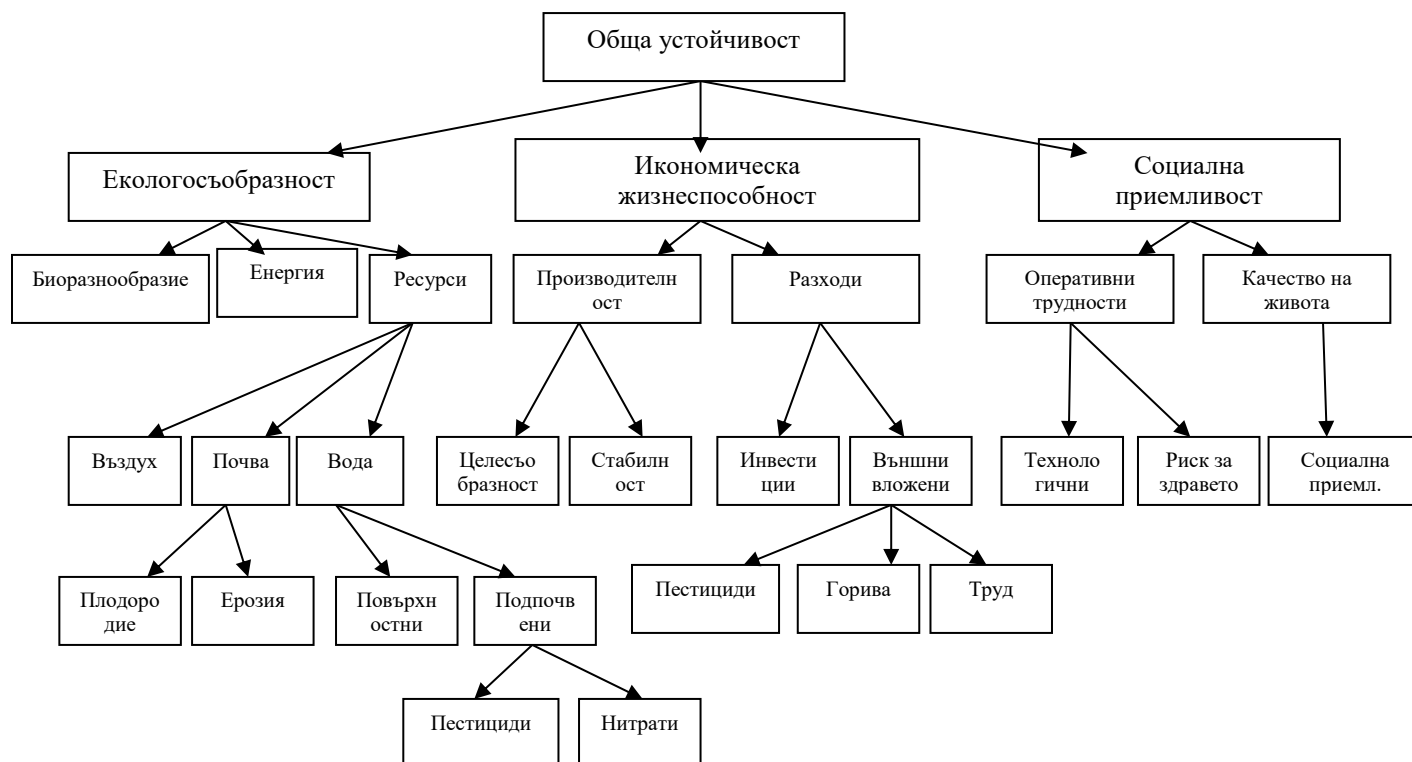 Обща устойчивост
Екологосъобразност
Икономическа
жизнеспособност
Социална
приемливост
Биоразнообразие
Енергия
Ресурси
Производителн
ост
Разходи
Оперативни
трудности
Качество на
живота
Въздух
Почва
Вода
Целесъо
бразност
Стабилн
ост
Инвести
ции
Външни
вложени
Техноло
гични
Риск за
здравето
Социална
приемл.
Плодоро
дие
Ерозия
Повърхн
остни
Подпочв
ени
Пестициди
Горива
Труд
Пестициди
Нитрати